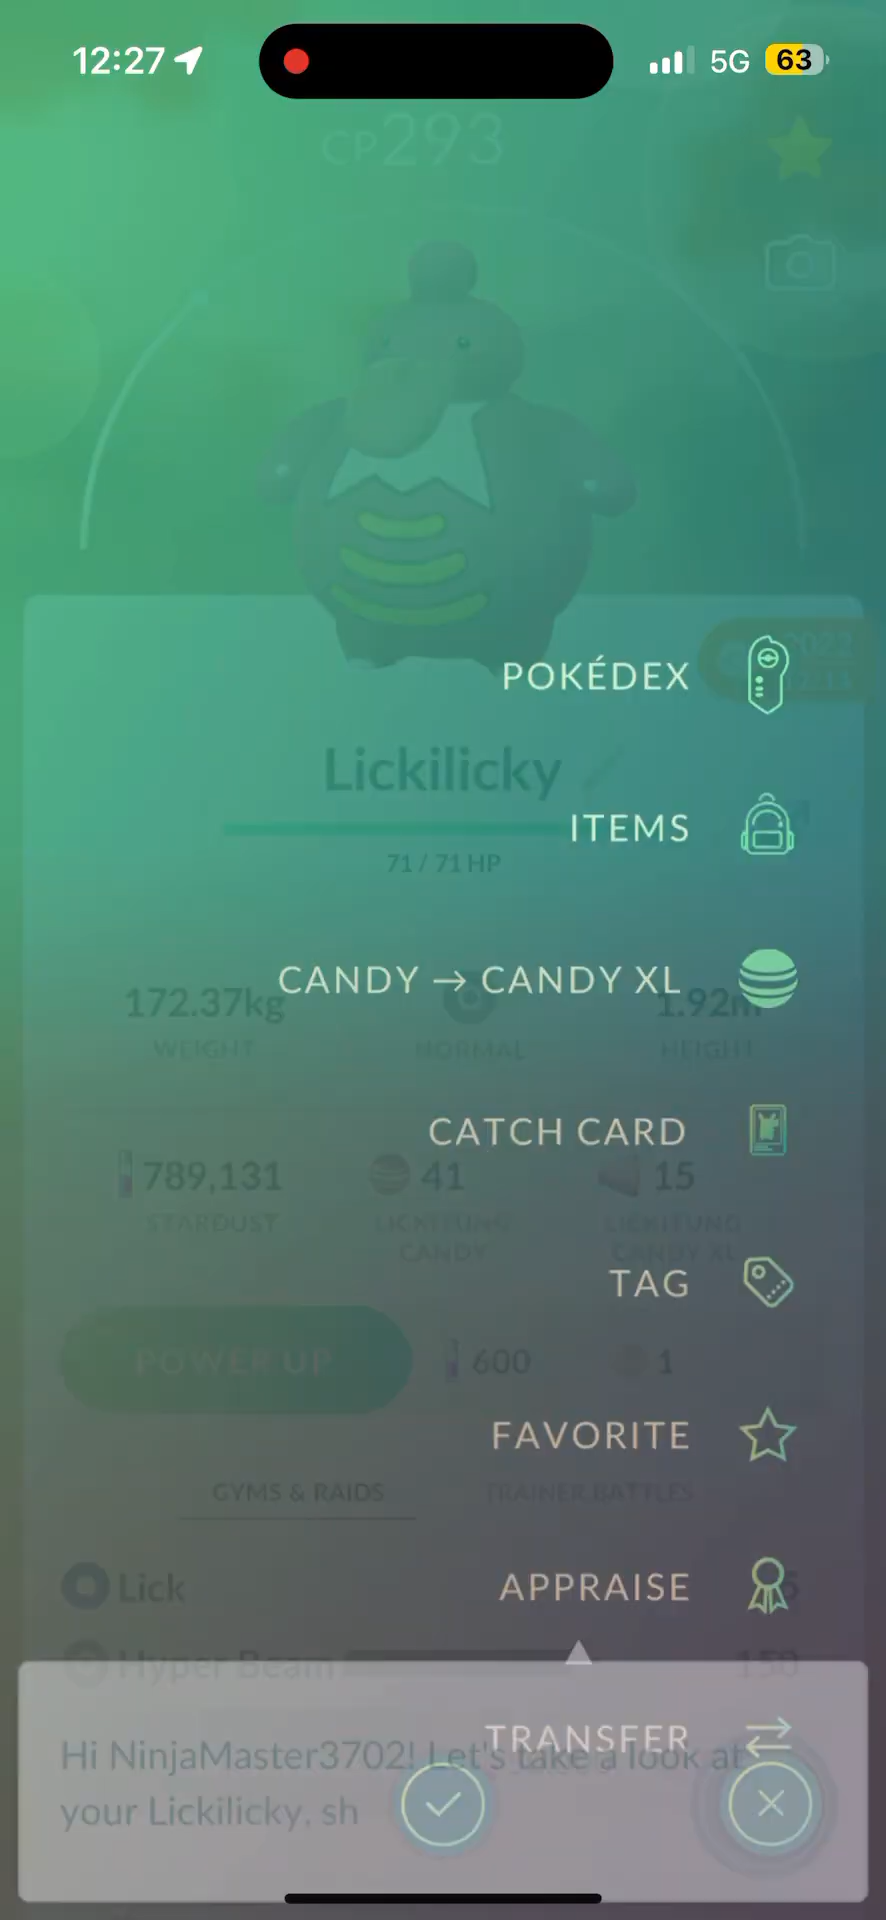 12:27
5G
63
CP293
2022
POKÉDEX
Lickilicky
ITEMS
71 / 71 HP
CANDY → CANDY XL
172.37kg
1.92m
WEIGHT
NORMAL
HEIGHT
CATCH CARD
789,131
41
15
STARDUST
LICKITUNG
CANDY
LICKITUNG
CANDY XL
TAG
POWER UP
600
1
FAVORITE
GYMS & RAIDS
TRAINER BATTLES
Lick
APPRAISE
Hyper Beam
150
TRANSFER
Hi NinjaMaster3702! Let's take a look at
your Lickilicky, sh